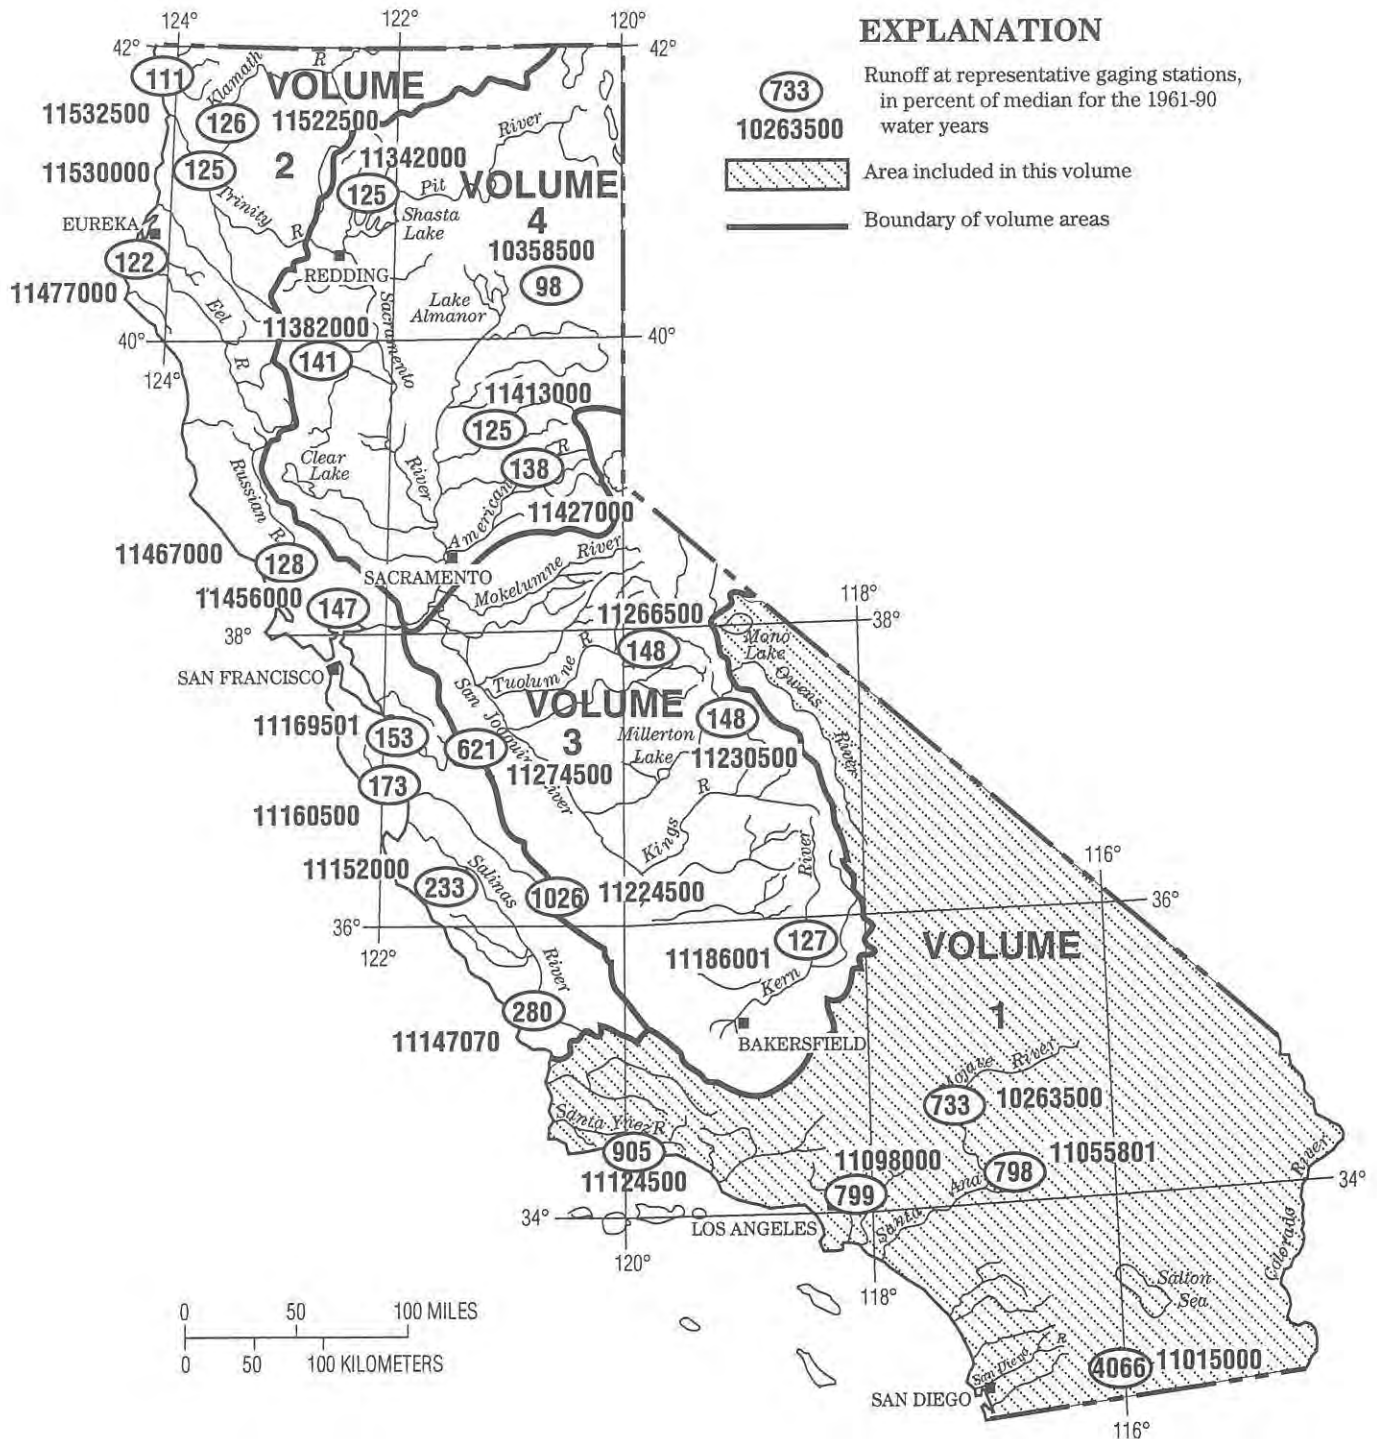 124°
122°
120°
EXPLANATION
42°
42°
733
10263500
Runoff at representative gaging stations,
in percent of median for the 1961-90
water years
Area included in this volume
Boundary of volume areas
111
Klamath
R
VOLUME
2
11532500
126
11522500
11530000
125
Trinity
R
11342000
125
Pit
River
VOLUME
4
Shasta
Lake
EUREKA
122
REDDING
10358500
98
11477000
Eel
R
Lake
Almanor
Sacramento
River
11382000
141
40°
40°
124°
11413000
125
Clear
Lake
138
American
R
11427000
Russian
R
11467000
128
SACRAMENTO
Mokelumne River
11456000
147
11266500
148
118°
38°
38°
Mono
Lake
SAN FRANCISCO
Tuolumne
R
Owens
River
San Joaquin
River
VOLUME
3
148
11230500
Millerton
Lake
11169501
153
621
11274500
173
11160500
Kings
R
River
11152000
233
Salinas
River
1026
11224500
116°
36°
36°
122°
127
11186001
Kern
VOLUME
1
280
11147070
BAKERSFIELD
Mojave River
733
10263500
Santa Ynez R
905
11124500
11098000
799
11055801
798
Santa
Ana
34°
34°
LOS ANGELES
120°
118°
Colorado
River
Salton
Sea
0 50 100 MILES
0 50 100 KILOMETERS
San Diego
R
4066
11015000
SAN DIEGO
116°